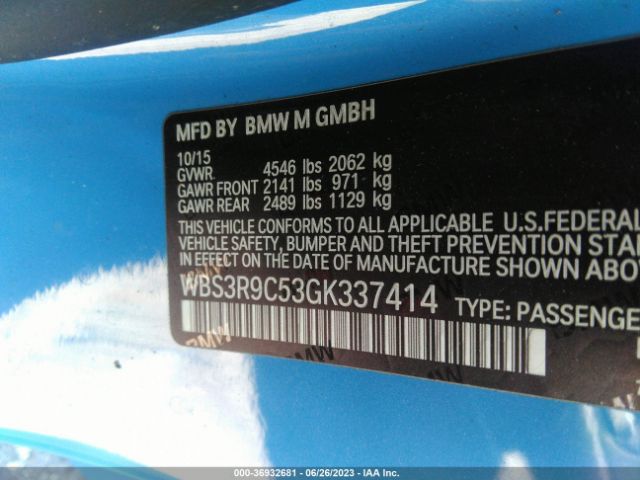 MFD BY BMW M GMBH
10/15
GVWR. 4546 lbs 2062 kg
GAWR FRONT 2141 lbs 971 kg
GAWR REAR 2489 lbs 1129 kg
THIS VEHICLE CONFORMS TO ALL APPLICABLE U.S.FEDERAL
VEHICLE SAFETY, BUMPER AND THEFT PREVENTION STA
IN EFFECT ON THE DATE OF MANUFACTURE SHOWN ABO
WBS3R9C53GK337414 TYPE: PASSENGE
BMW BMW
000-36932681 - 06/26/2023 - IAA Inc.